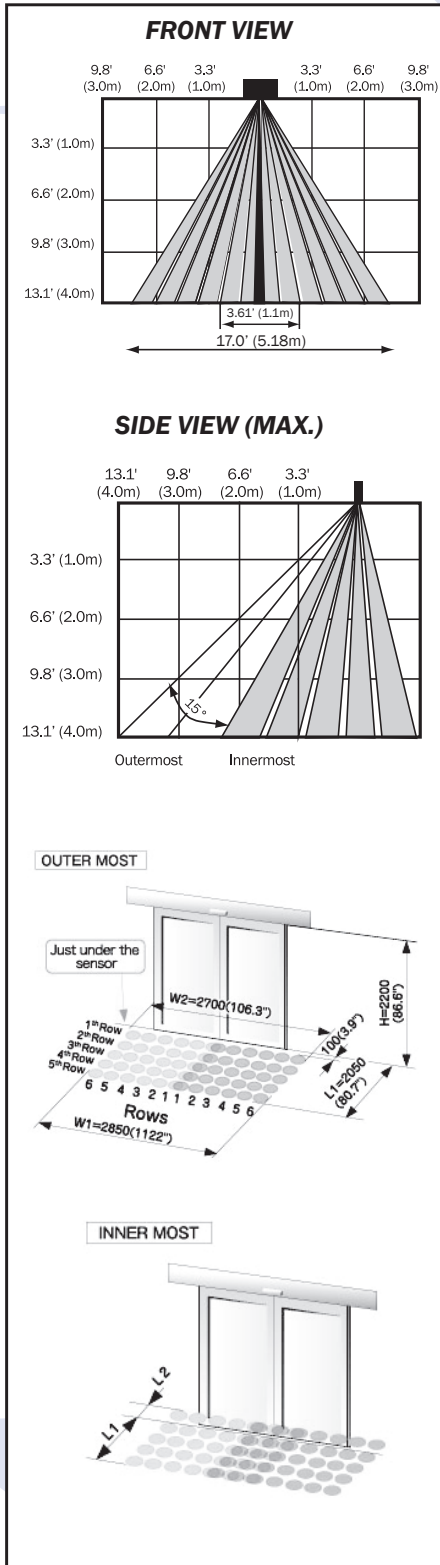 FRONT VIEW
9.8' 6.6' 3.3' 3.3' 6.6' 9.8'
(3.0m) (2.0m) (1.0m) (1.0m) (2.0m) (3.0m)
3.3' (1.0m)
6.6' (2.0m)
9.8' (3.0m)
13.1' (4.0m)
3.61' (1.1m)
17.0' (5.18m)
SIDE VIEW (MAX.)
13.1' 9.8' 6.6' 3.3'
(4.0m) (3.0m) (2.0m) (1.0m)
3.3' (1.0m)
6.6' (2.0m)
9.8' (3.0m)
15°
13.1' (4.0m)
Outermost Innermost
OUTER MOST
Just under the
sensor
W2=2700(106.3")
H=2200
(86.6")
100(3.9")
L1=2050
(80.7")
1thRow
2thRow
3thRow
4thRow
5thRow
6 5 4 3 2 1 1 2 3 4 5 6
Rows
W1=2850(1122")
INNER MOST
L2
L1